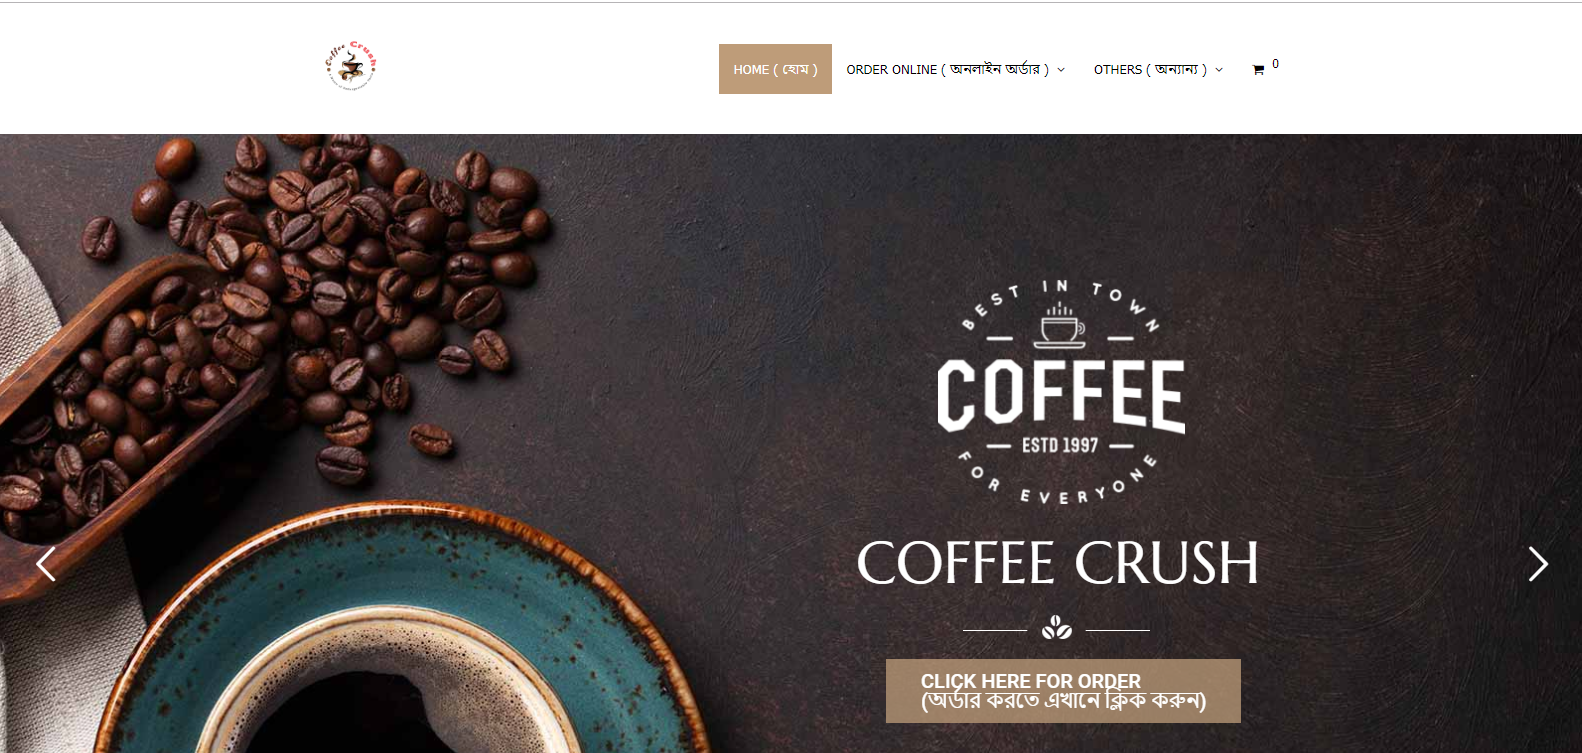 Coffee Crush
HOME ( হোম )
ORDER ONLINE ( অনলাইন অর্ডার )
OTHERS ( অন্যান্য )
0
BEST IN TOWN
COFFEE
ESTD 1997
FOR EVERYONE
COFFEE CRUSH
CLICK HERE FOR ORDER
(অর্ডার করতে এখানে ক্লিক করুন)